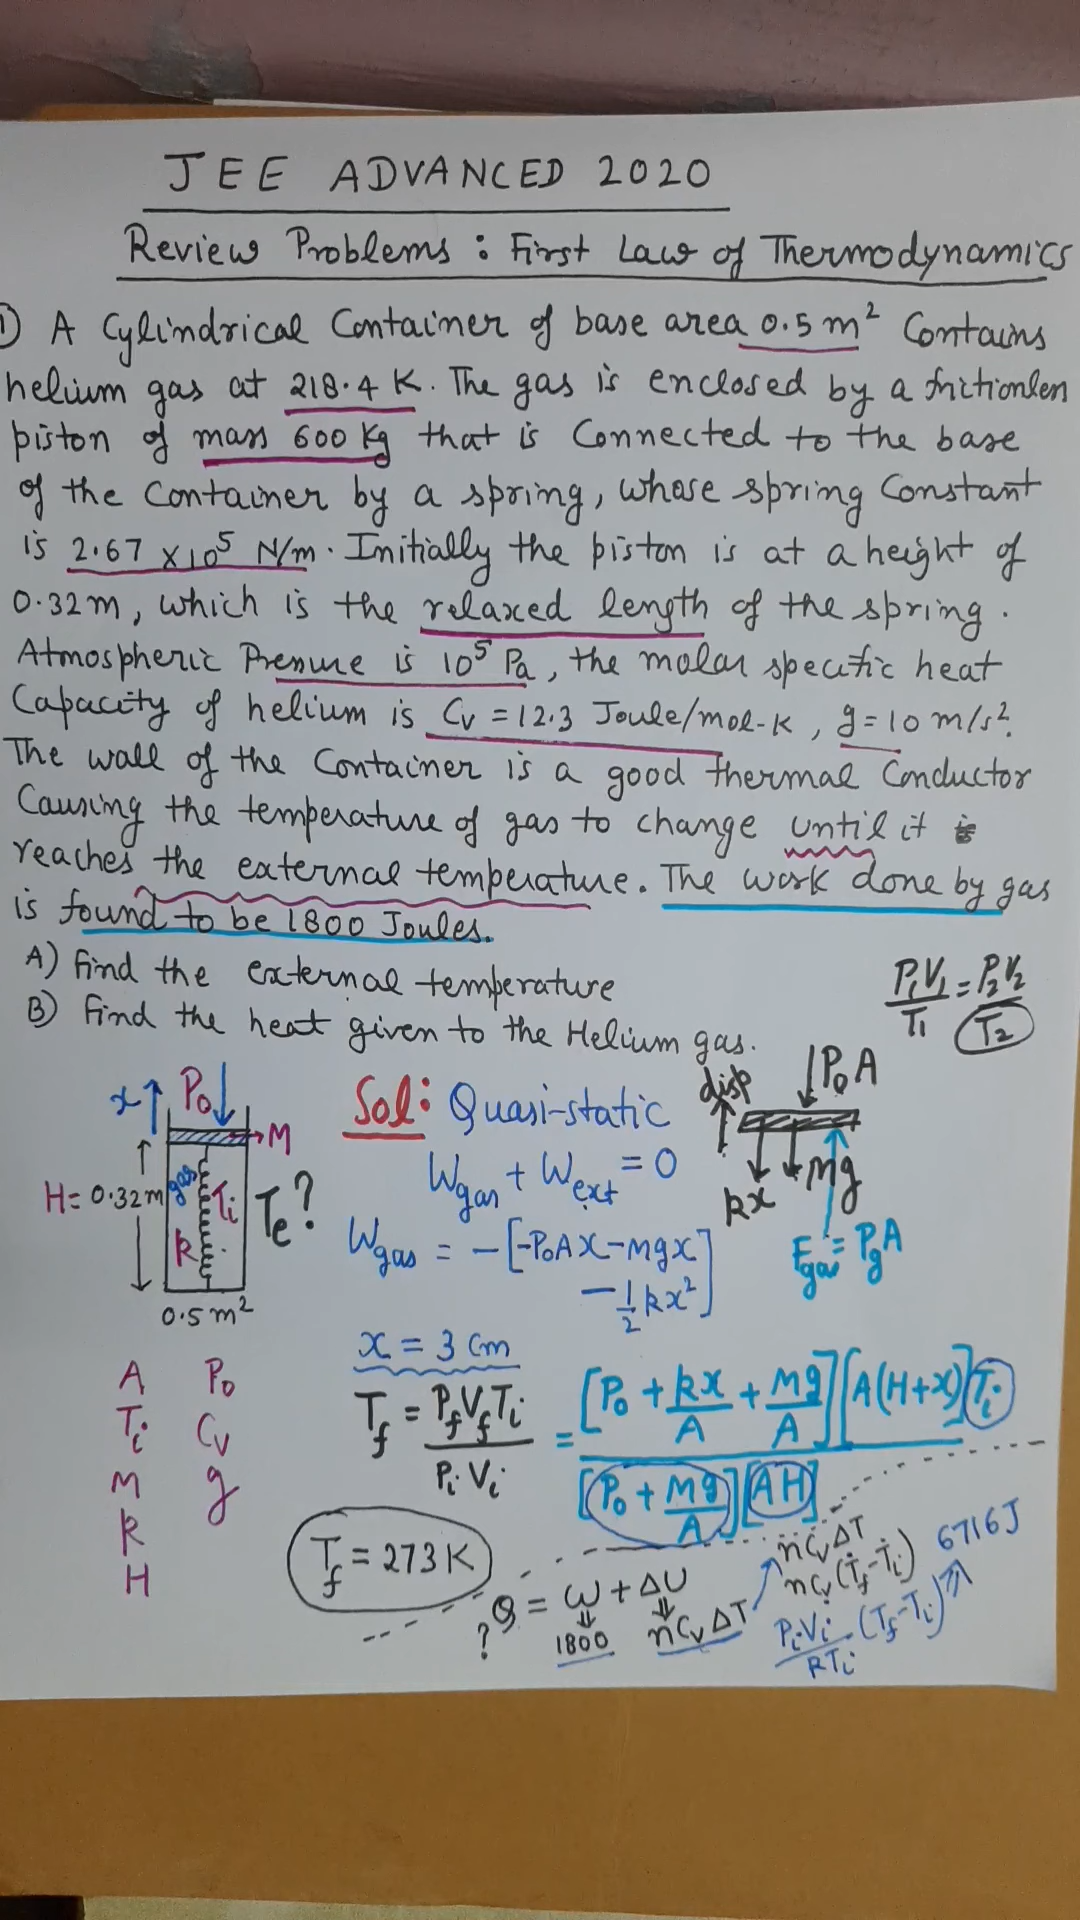 JEE ADVANCED 2020
Review Problems: First Law of Thermodynamics
1) A Cylindrical Container of base area 0.5 m² Contains
helium gas at 218.4 K. The gas is enclosed by a frictionless
piston of mass 600 Kg that is Connected to the base
of the Container by a spring, whose spring Constant
is 2.67 x10⁵ N/m. Initially the piston is at a height of
0.32m, which is the relaxed length of the spring.
Atmospheric Pressure is 10⁵ Pa, the molar specific heat
Capacity of helium is Cv = 12.3 Joule/mol-K, g=10 m/s².
The wall of the Container is a good thermal Conductor
Causing the temperature of gas to change until it
reaches the external temperature. The work done by gas
is found to be 1800 Joules.
A) Find the external temperature
B) Find the heat given to the Helium gas.
P₁V₁/T₁ = P₂V₂/T₂
x P₀ M
H= 0.32m gas Ti k Te?
0.5 m²
Sol: Quasi-static
Wgas + Wext = 0
Wgas = -[-P₀Ax-Mgx
-½kx²]
disp P₀A
kx Mg
Fgas = PgA
x = 3 cm
Tf = PfVfTi / PiVi = [P₀ + kx/A + Mg/A][A(H+x)]Ti / [P₀ + Mg/A][AH]
A P₀
Ti Cv
M g
k
H
Tf = 273 K
? Q = W + ΔU
1800 nCvΔT
nCvΔT
nCv(Tf-Ti)
PiVi/RTi (Tf-Ti)
6716J